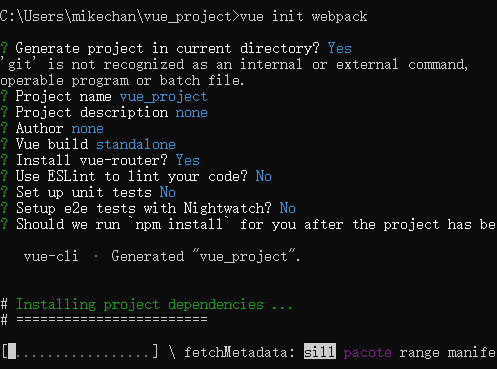 C:\Users\mikechan\vue_project>vue init webpack
? Generate project in current directory? Yes
'git' is not recognized as an internal or external command,
operable program or batch file.
? Project name vue_project
? Project description none
? Author none
? Vue build standalone
? Install vue-router? Yes
? Use ESLint to lint your code? No
? Set up unit tests No
? Setup e2e tests with Nightwatch? No
? Should we run `npm install` for you after the project has be
vue-cli · Generated "vue_project".
# Installing project dependencies ...
# ========================
[ ................] \ fetchMetadata: sill pacote range manife